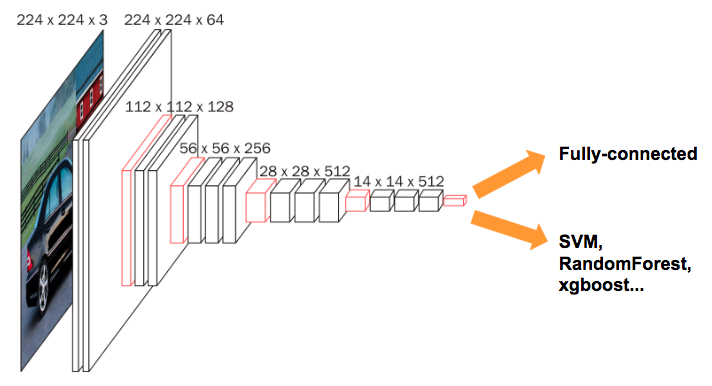 224 x 224 x 3
224 x 224 x 64
112 x 112 x 128
56 x 56 x 256
28 x 28 x 512
14 x 14 x 512
Fully-connected
SVM,
RandomForest,
xgboost...